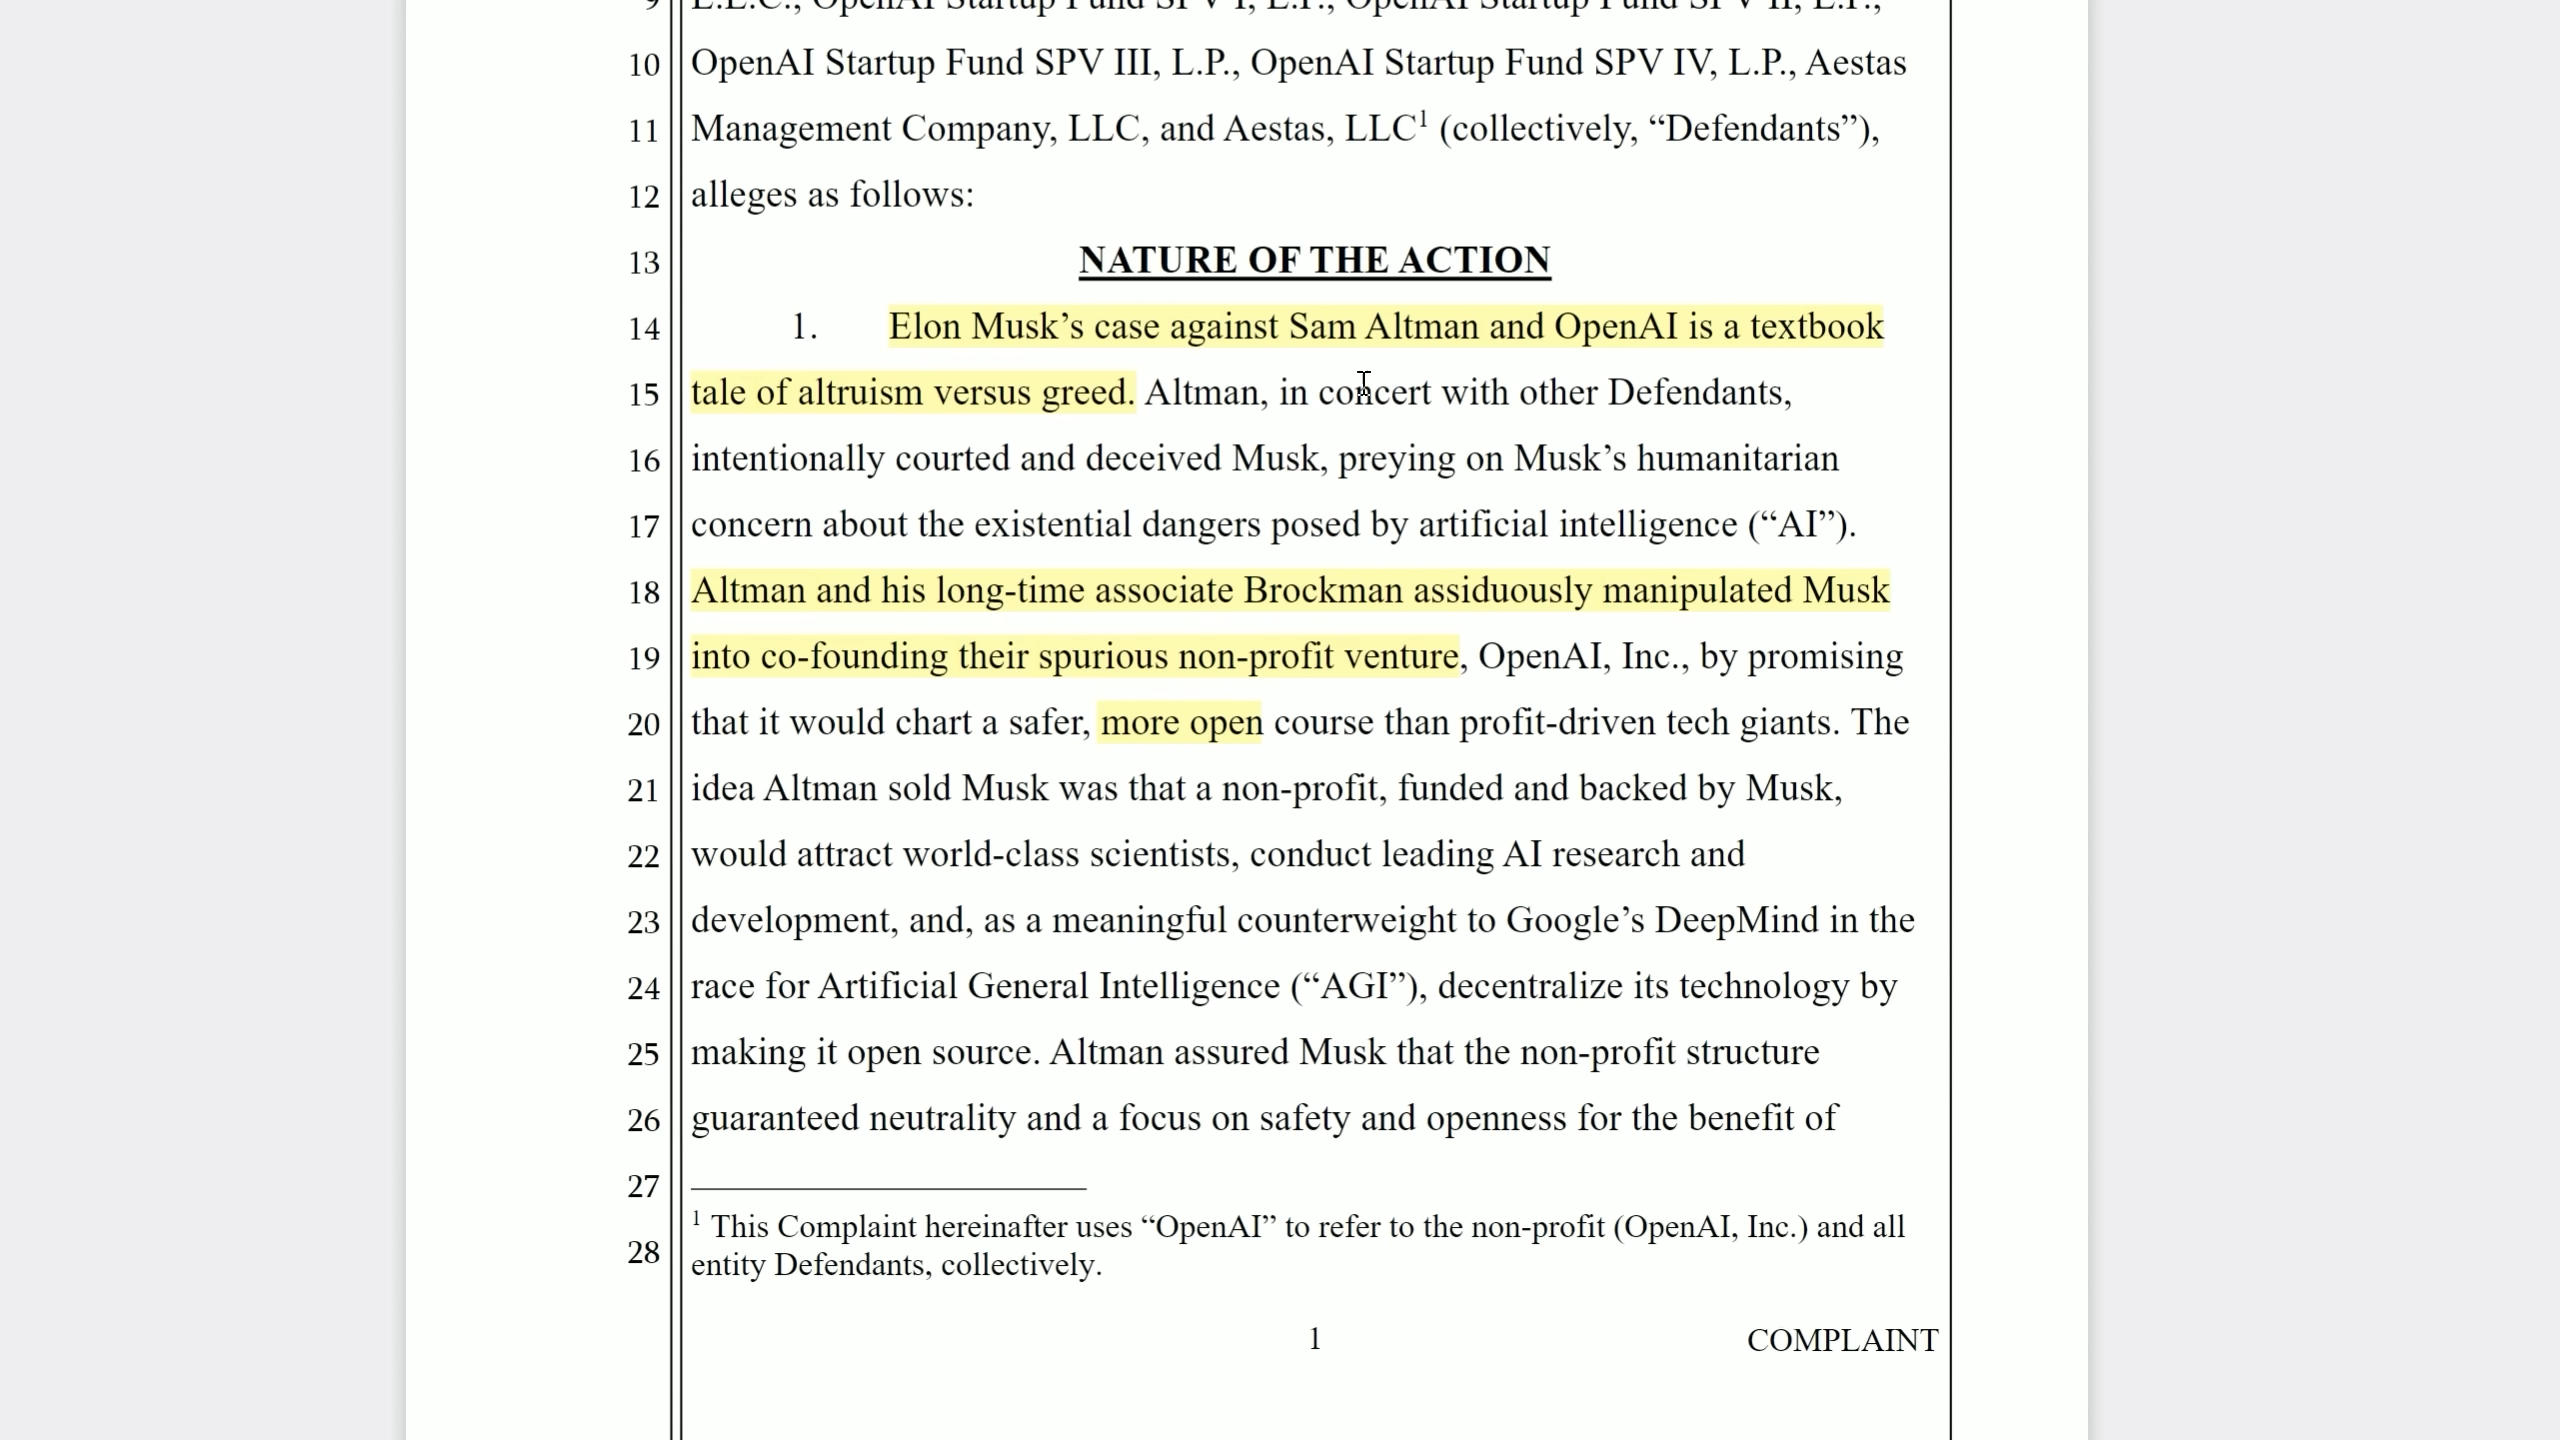 9 L.L.C., OpenAI Startup Fund SPV I, L.P., OpenAI Startup Fund SPV II, L.P.,
10 OpenAI Startup Fund SPV III, L.P., OpenAI Startup Fund SPV IV, L.P., Aestas
11 Management Company, LLC, and Aestas, LLC¹ (collectively, “Defendants”),
12 alleges as follows:
13 NATURE OF THE ACTION
14 1. Elon Musk’s case against Sam Altman and OpenAI is a textbook
15 tale of altruism versus greed. Altman, in concert with other Defendants,
16 intentionally courted and deceived Musk, preying on Musk’s humanitarian
17 concern about the existential dangers posed by artificial intelligence (“AI”).
18 Altman and his long-time associate Brockman assiduously manipulated Musk
19 into co-founding their spurious non-profit venture, OpenAI, Inc., by promising
20 that it would chart a safer, more open course than profit-driven tech giants. The
21 idea Altman sold Musk was that a non-profit, funded and backed by Musk,
22 would attract world-class scientists, conduct leading AI research and
23 development, and, as a meaningful counterweight to Google’s DeepMind in the
24 race for Artificial General Intelligence (“AGI”), decentralize its technology by
25 making it open source. Altman assured Musk that the non-profit structure
26 guaranteed neutrality and a focus on safety and openness for the benefit of
27
¹ This Complaint hereinafter uses “OpenAI” to refer to the non-profit (OpenAI, Inc.) and all
28 entity Defendants, collectively.
1 COMPLAINT